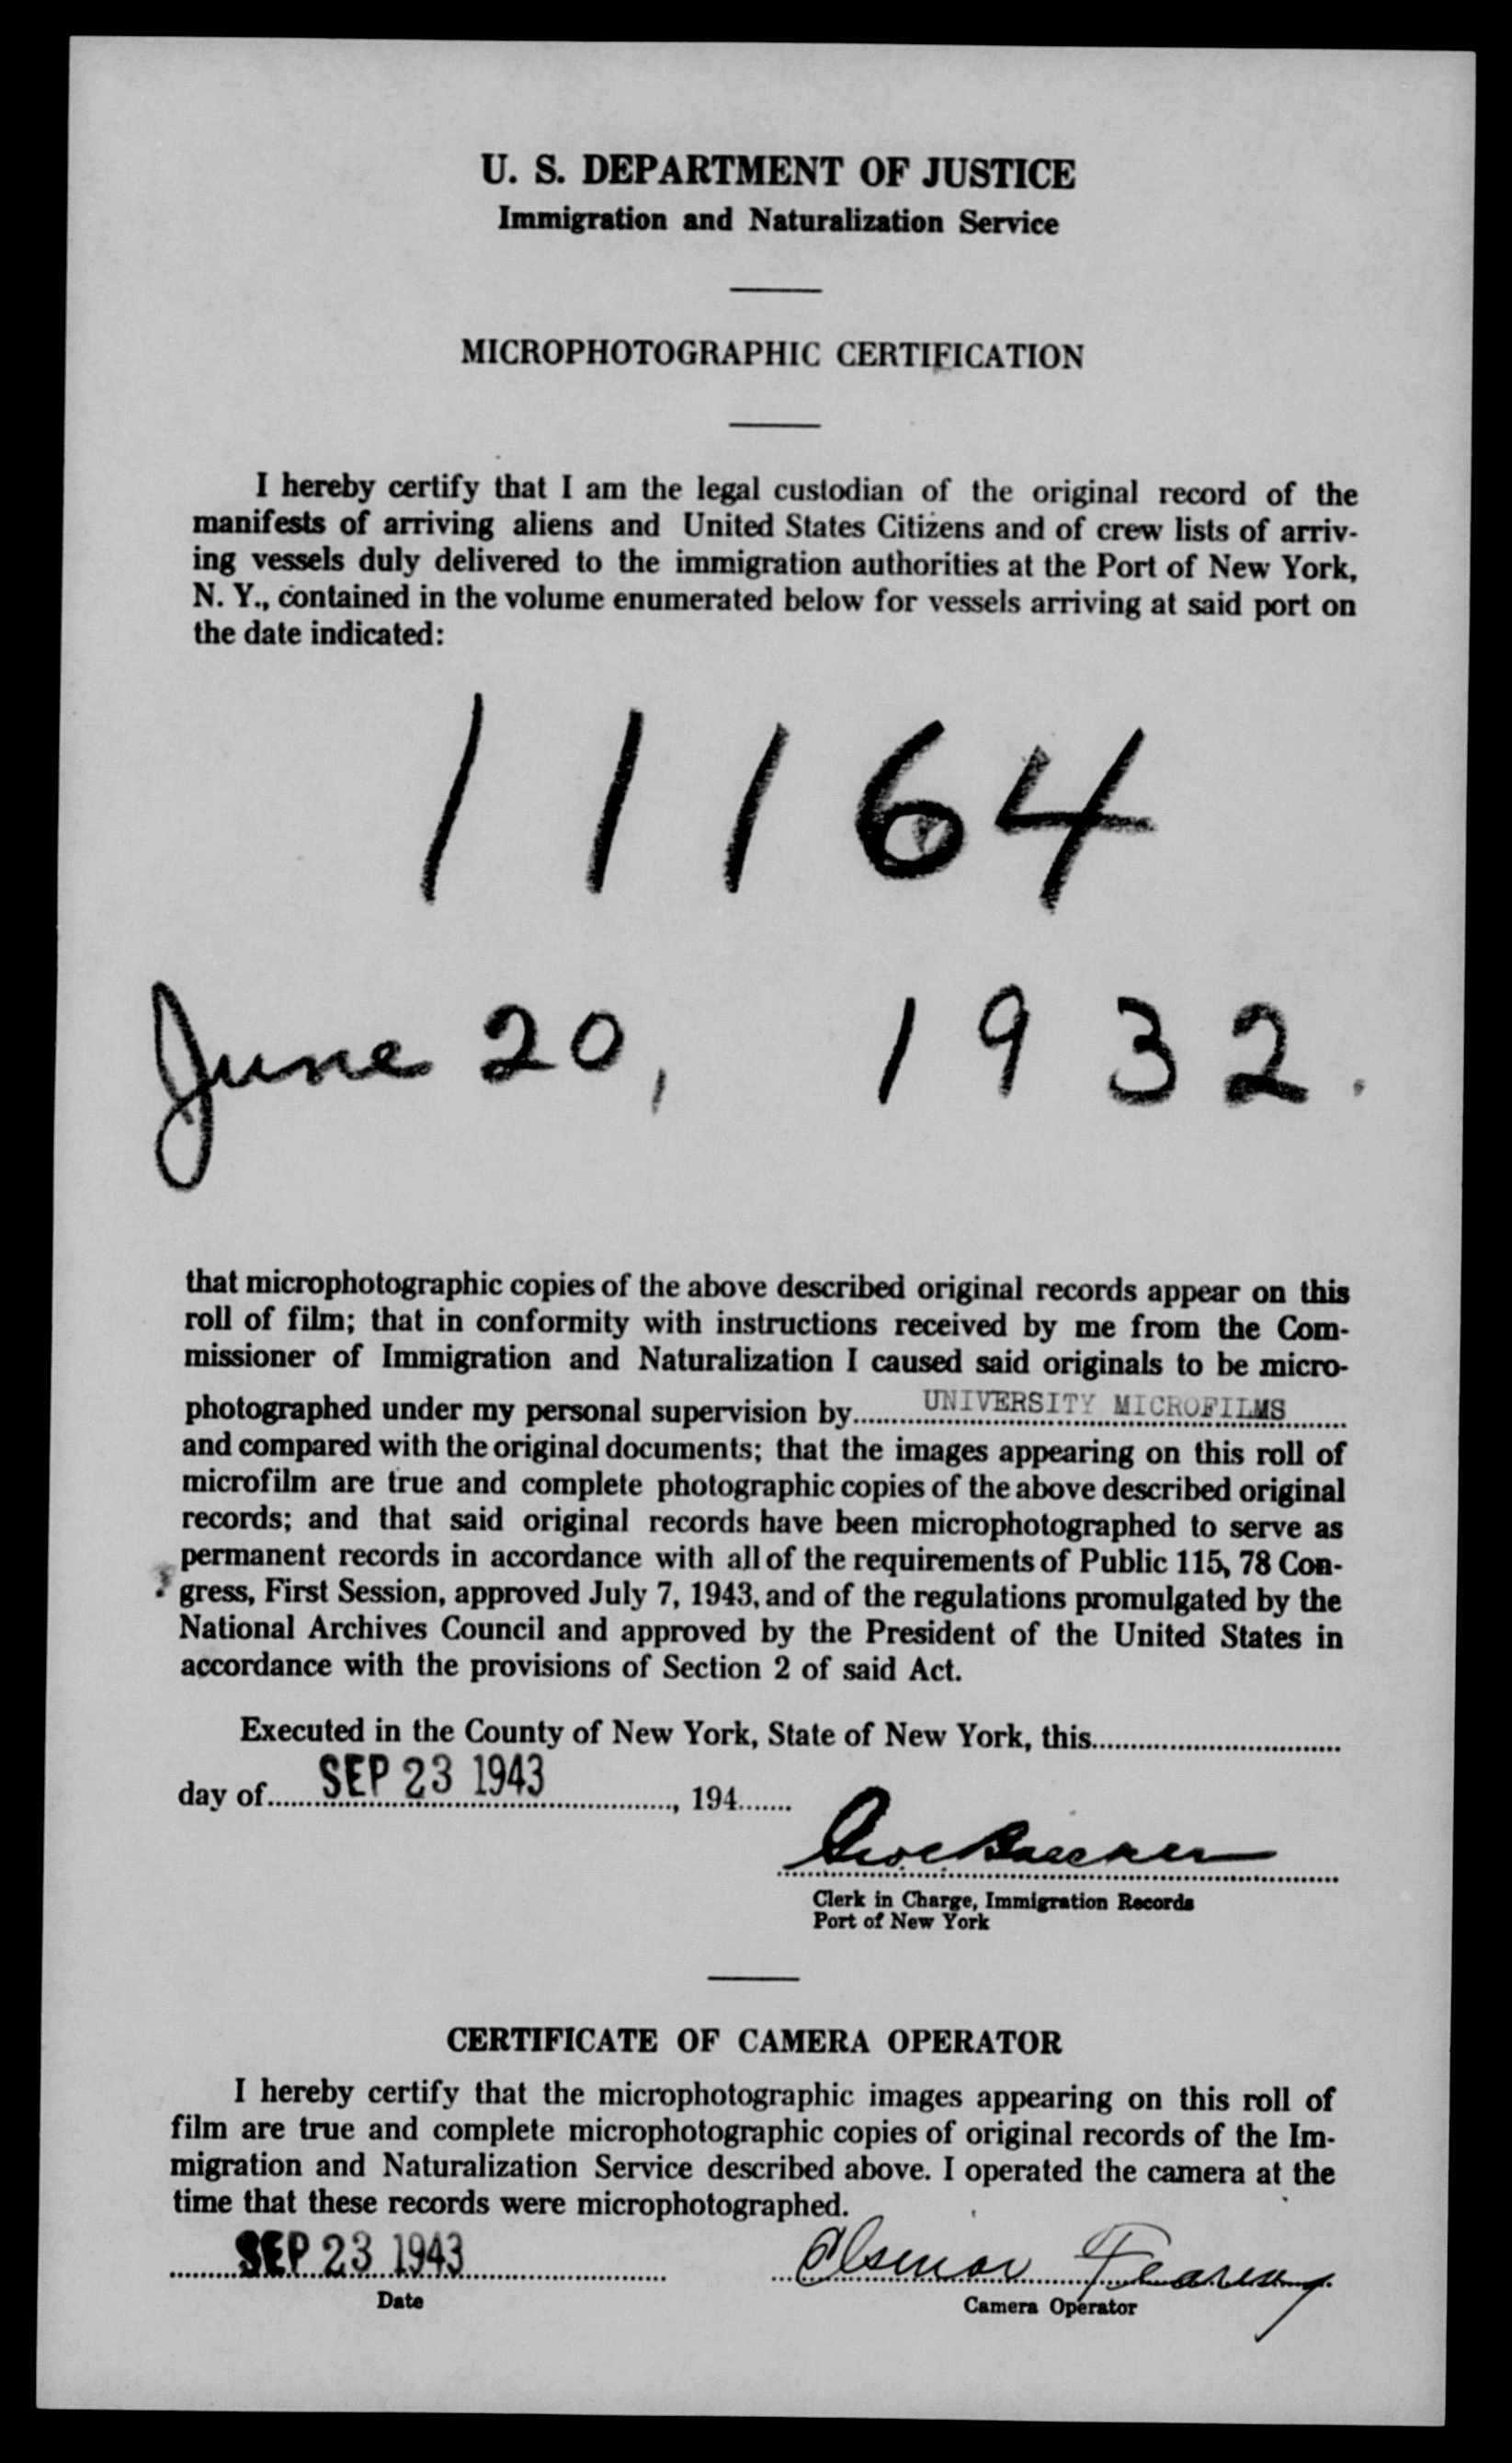 U. S. DEPARTMENT OF JUSTICE
Immigration and Naturalization Service
MICROPHOTOGRAPHIC CERTIFICATION
I hereby certify that I am the legal custodian of the original record of the
manifests of arriving aliens and United States Citizens and of crew lists of arriv-
ing vessels duly delivered to the immigration authorities at the Port of New York,
N. Y., contained in the volume enumerated below for vessels arriving at said port on
the date indicated:
11164
June 20, 1932.
that microphotographic copies of the above described original records appear on this
roll of film; that in conformity with instructions received by me from the Com-
missioner of Immigration and Naturalization I caused said originals to be micro-
photographed under my personal supervision by UNIVERSITY MICROFILMS
and compared with the original documents; that the images appearing on this roll of
microfilm are true and complete photographic copies of the above described original
records; and that said original records have been microphotographed to serve as
permanent records in accordance with all of the requirements of Public 115, 78 Con-
gress, First Session, approved July 7, 1943, and of the regulations promulgated by the
National Archives Council and approved by the President of the United States in
accordance with the provisions of Section 2 of said Act.
Executed in the County of New York, State of New York, this
day of SEP 23 1943, 194
Clerk in Charge, Immigration Records
Port of New York
CERTIFICATE OF CAMERA OPERATOR
I hereby certify that the microphotographic images appearing on this roll of
film are true and complete microphotographic copies of original records of the Im-
migration and Naturalization Service described above. I operated the camera at the
time that these records were microphotographed.
SEP 23 1943
Date
Camera Operator